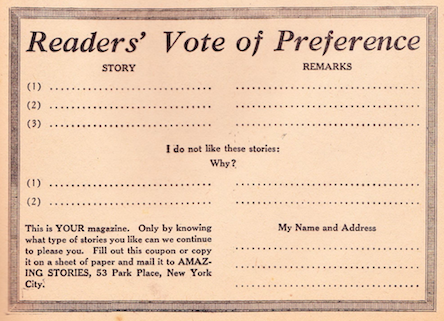 Readers' Vote of Preference
STORY REMARKS
(1) ........................................ ........................................
(2) ........................................ ........................................
(3) ........................................ ........................................
I do not like these stories:
Why?
(1) ........................................ ........................................
(2) ........................................ ........................................
This is YOUR magazine. Only by knowing
what type of stories you like can we continue
to please you. Fill out this coupon or copy
it on a sheet of paper and mail it to AMAZ-
ING STORIES, 53 Park Place, New York
City.
My Name and Address
........................................
........................................
........................................